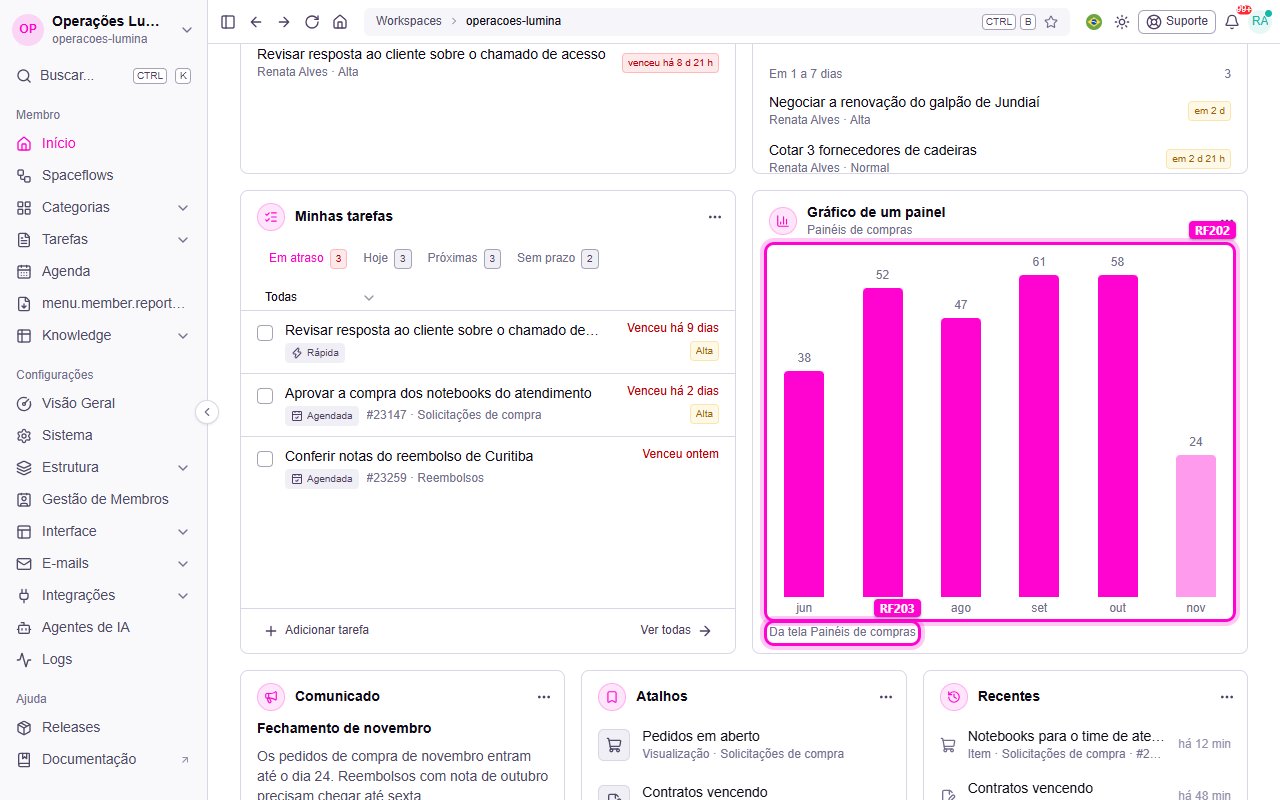 OP
Operações Lu...
operacoes-lumina
Buscar...
CTRL
K
Membro
Início
Spaceflows
Categorias
Tarefas
Agenda
menu.member.report...
Knowledge
Configurações
Visão Geral
Sistema
Estrutura
Gestão de Membros
Interface
E-mails
Integrações
Agentes de IA
Logs
Ajuda
Releases
Documentação
Workspaces
operacoes-lumina
CTRL
B
Suporte
99+
RA
Revisar resposta ao cliente sobre o chamado de acesso
Renata Alves · Alta
venceu há 8 d 21 h
Em 1 a 7 dias
3
Negociar a renovação do galpão de Jundiaí
Renata Alves · Alta
em 2 d
Cotar 3 fornecedores de cadeiras
Renata Alves · Normal
em 2 d 21 h
Minhas tarefas
Em atraso 3
Hoje 3
Próximas 3
Sem prazo 2
Todas
Revisar resposta ao cliente sobre o chamado de...
Venceu há 9 dias
Rápida
Alta
Aprovar a compra dos notebooks do atendimento
Venceu há 2 dias
Agendada
#23147 · Solicitações de compra
Alta
Conferir notas do reembolso de Curitiba
Venceu ontem
Agendada
#23259 · Reembolsos
Adicionar tarefa
Ver todas
Gráfico de um painel
Painéis de compras
RF202
38
52
47
61
58
24
jun
RF203
ago
set
out
nov
Da tela Painéis de compras
Comunicado
Fechamento de novembro
Os pedidos de compra de novembro entram
até o dia 24. Reembolsos com nota de outubro
precisam chegar até sexta
Atalhos
Pedidos em aberto
Visualização · Solicitações de compra
Contratos vencendo
Recentes
Notebooks para o time de ate...
Item · Solicitações de compra · #2...
há 12 min
Contratos vencendo
há 48 min